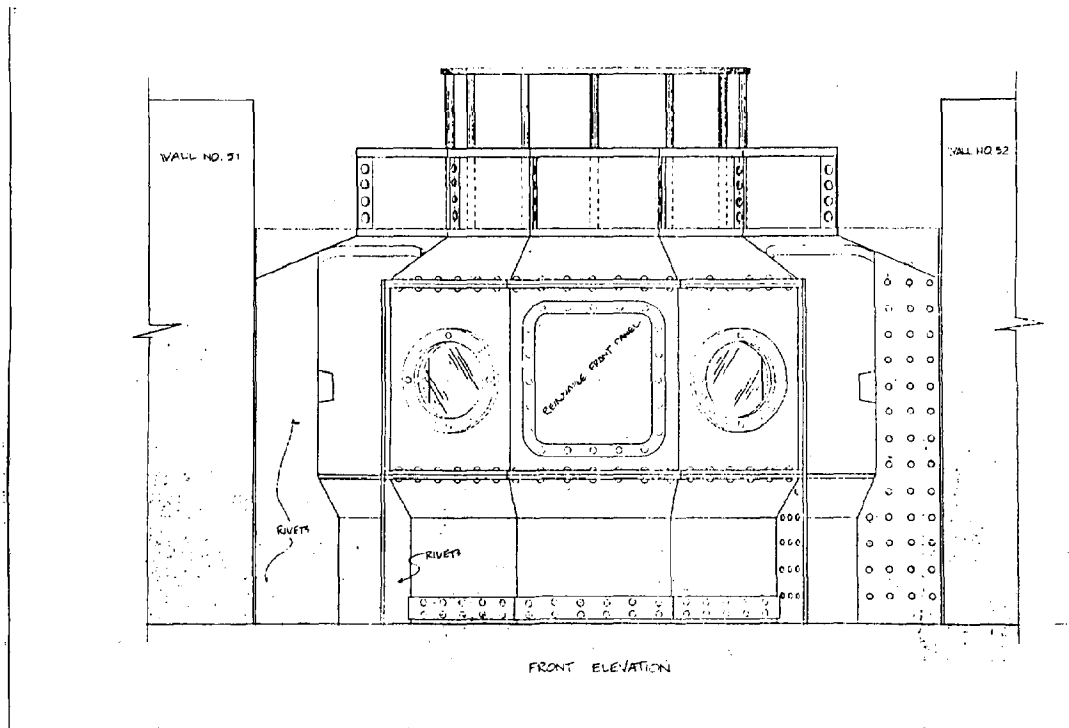 WALL NO. 51
WALL NO. 52
REMOVABLE FRONT PANEL
RIVETS
RIVETS
FRONT ELEVATION